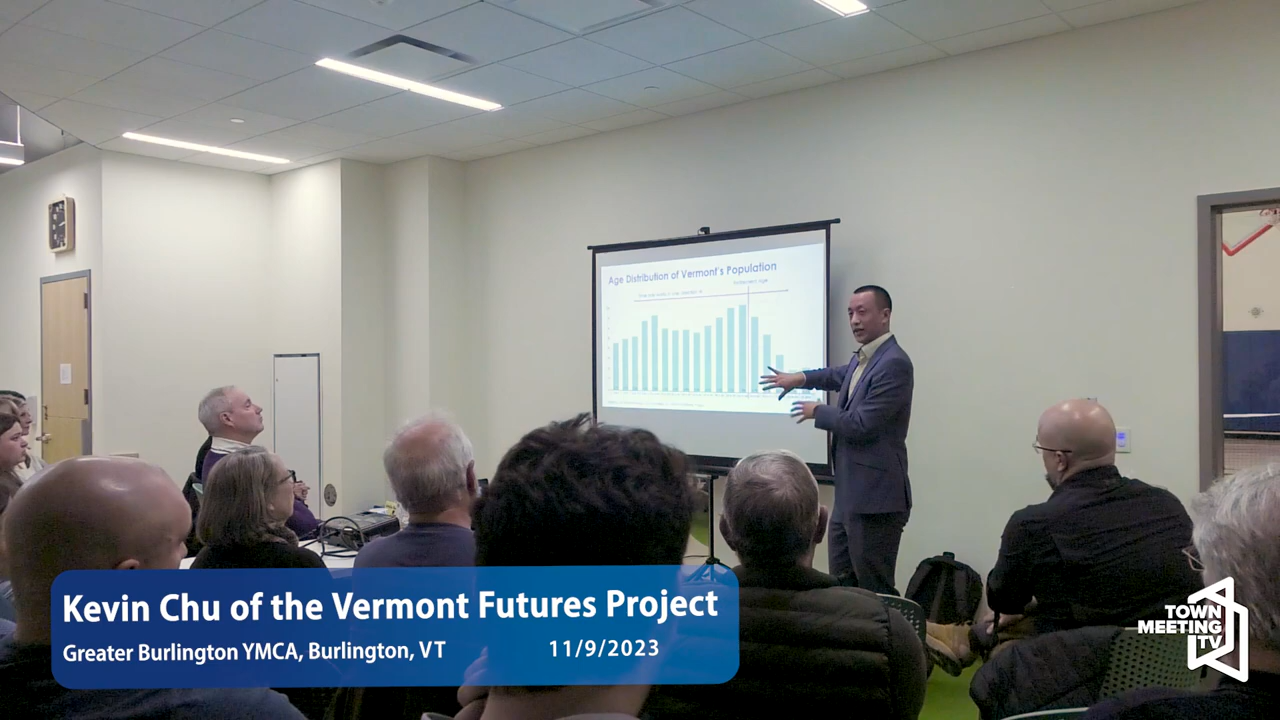 Age Distribution of Vermont's Population
Retirement Age
Kevin Chu of the Vermont Futures Project
Greater Burlington YMCA, Burlington, VT 11/9/2023
TOWN
MEETING
TV